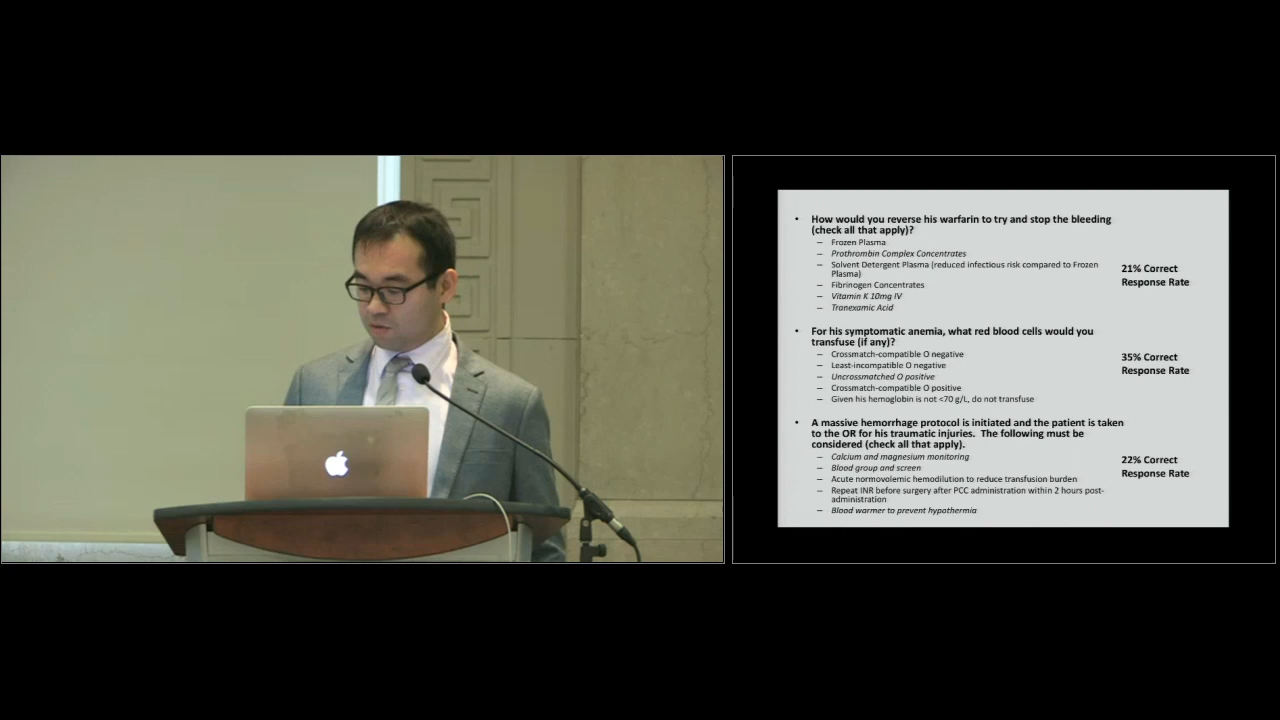 • How would you reverse his warfarin to try and stop the bleeding
(check all that apply)?
– Frozen Plasma
– Prothrombin Complex Concentrates
– Solvent Detergent Plasma (reduced infectious risk compared to Frozen
Plasma)
– Fibrinogen Concentrates
– Vitamin K 10mg IV
– Tranexamic Acid
21% Correct
Response Rate
• For his symptomatic anemia, what red blood cells would you
transfuse (if any)?
– Crossmatch-compatible O negative
– Least-incompatible O negative
– Uncrossmatched O positive
– Crossmatch-compatible O positive
– Given his hemoglobin is not <70 g/L, do not transfuse
35% Correct
Response Rate
• A massive hemorrhage protocol is initiated and the patient is taken
to the OR for his traumatic injuries.  The following must be
considered (check all that apply).
– Calcium and magnesium monitoring
– Blood group and screen
– Acute normovolemic hemodilution to reduce transfusion burden
– Repeat INR before surgery after PCC administration within 2 hours post-
administration
– Blood warmer to prevent hypothermia
22% Correct
Response Rate